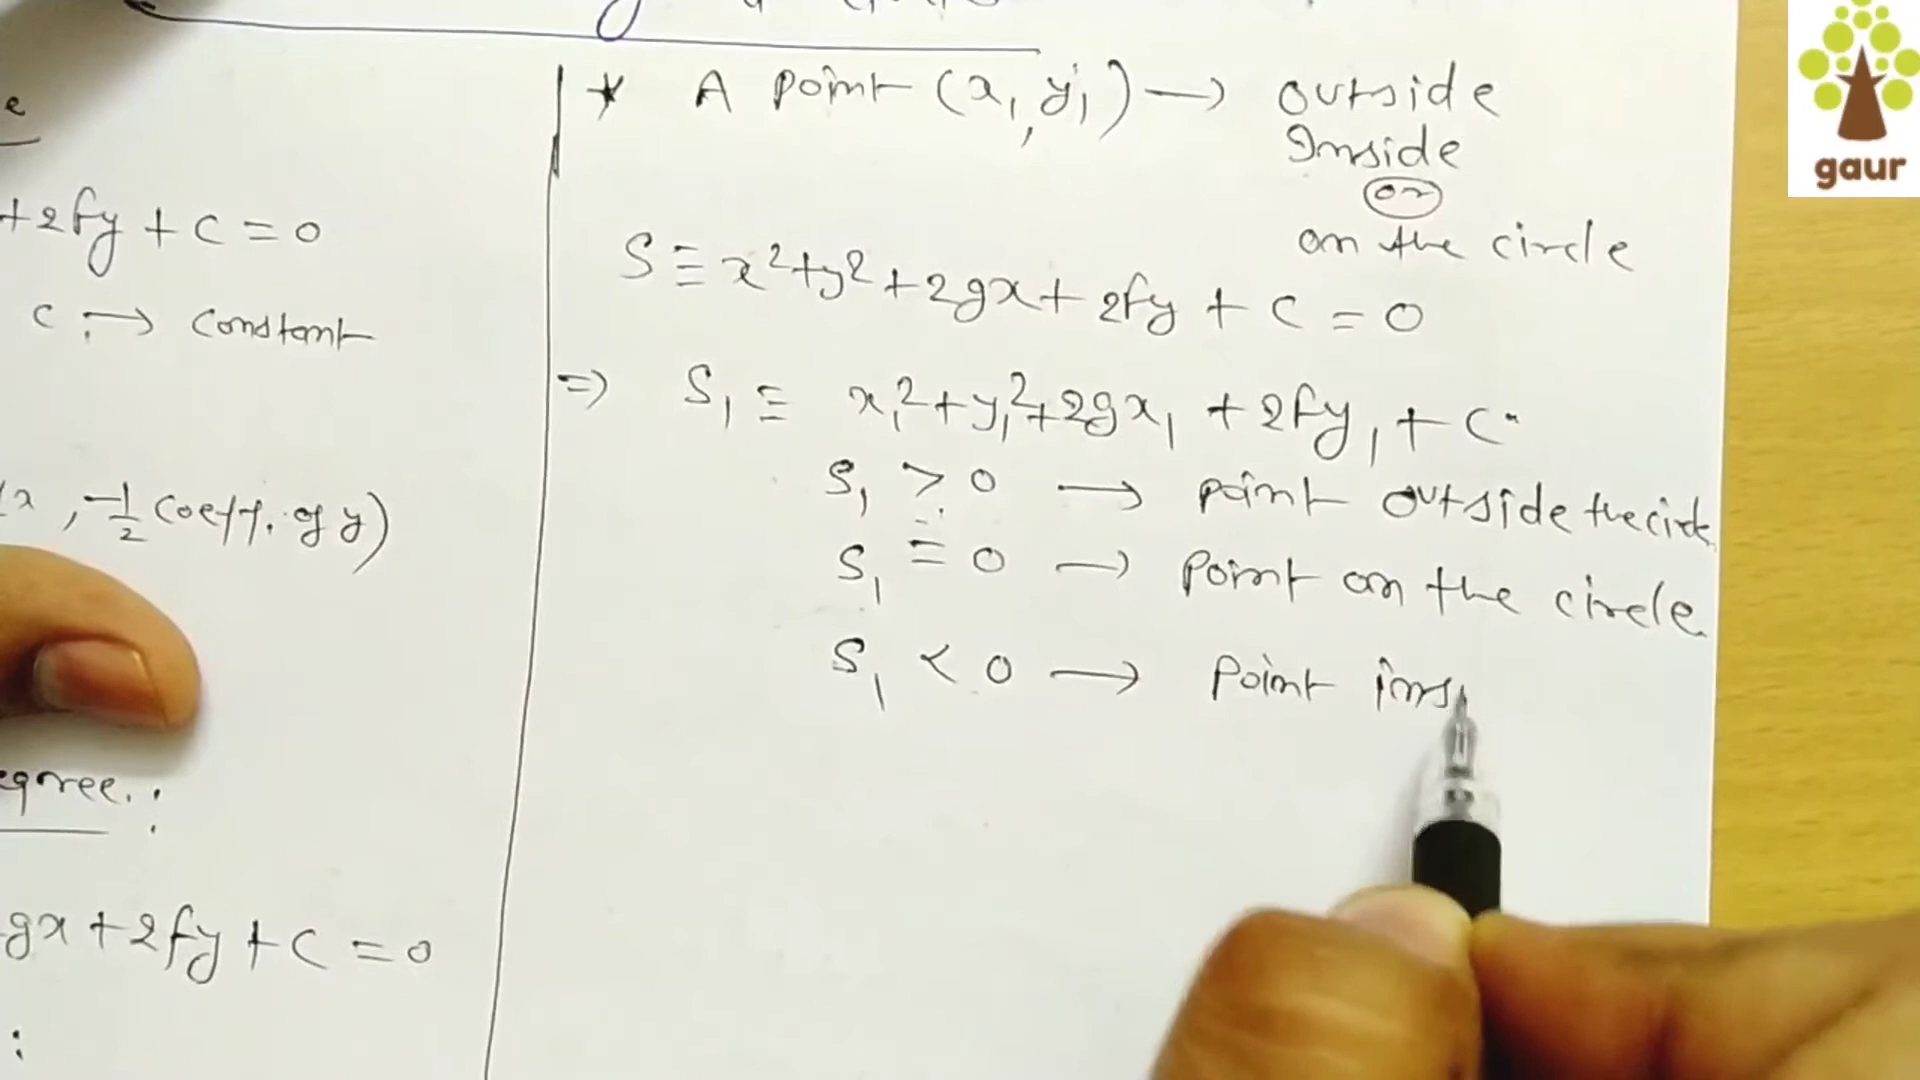 e
+2fy + c = 0
c → constant
x, -1/2 coeff. of y)
egree. :
gx + 2fy + c = 0
:
* A point (x₁, y₁) → outside
Inside
or
on the circle
S ≡ x² + y² + 2gx + 2fy + c = 0
⇒ S₁ ≡ x₁² + y₁² + 2gx₁ + 2fy₁ + c
S₁ > 0 → point outside the circle
S₁ = 0 → point on the circle
S₁ < 0 → point ins
gaur